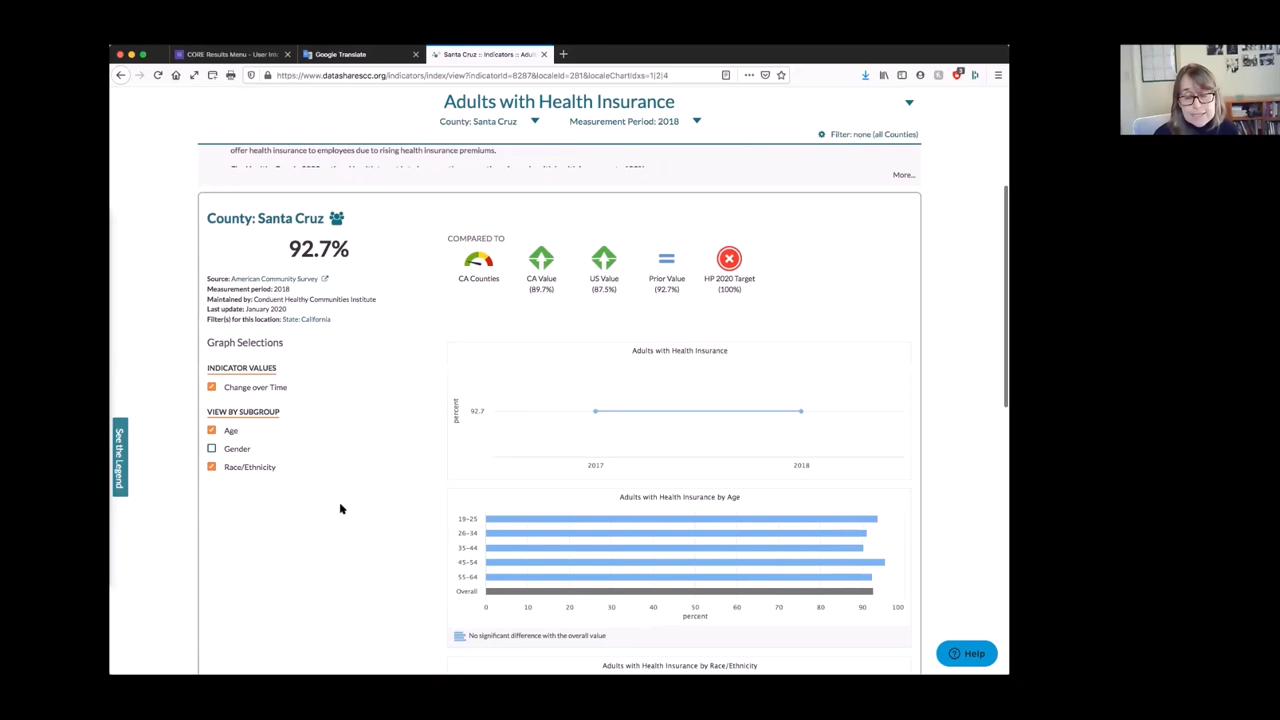 CORE Results Menu - User Int
Google Translate
Santa Cruz :: Indicators :: Adul
https://www.datasharescc.org/indicators/index/view?indicatorId=8287&localeId=281&localeChartIdxs=1|2|4
Adults with Health Insurance
County: Santa Cruz
Measurement Period: 2018
Filter: none (all Counties)
offer health insurance to employees due to rising health insurance premiums.
More...
County: Santa Cruz
92.7%
Source: American Community Survey
Measurement period: 2018
Maintained by: Conduent Healthy Communities Institute
Last update: January 2020
Filter(s) for this location: State: California
COMPARED TO
CA Counties
CA Value
(89.7%)
US Value
(87.5%)
Prior Value
(92.7%)
HP 2020 Target
(100%)
Graph Selections
INDICATOR VALUES
Change over Time
VIEW BY SUBGROUP
Age
Gender
Race/Ethnicity
See the Legend
Adults with Health Insurance
percent
92.7
2017
2018
Adults with Health Insurance by Age
19-25
26-34
35-44
45-54
55-64
Overall
0
10
20
30
40
50
60
70
80
90
100
percent
No significant difference with the overall value
Adults with Health Insurance by Race/Ethnicity
Help